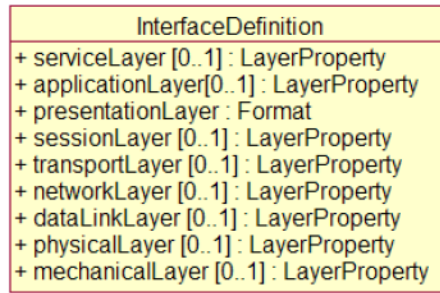 InterfaceDefinition
+ serviceLayer [0..1] : LayerProperty
+ applicationLayer[0..1] : LayerProperty
+ presentationLayer : Format
+ sessionLayer [0..1] : LayerProperty
+ transportLayer [0..1] : LayerProperty
+ networkLayer [0..1] : LayerProperty
+ dataLinkLayer [0..1] : LayerProperty
+ physicalLayer [0..1] : LayerProperty
+ mechanicalLayer [0..1] : LayerProperty